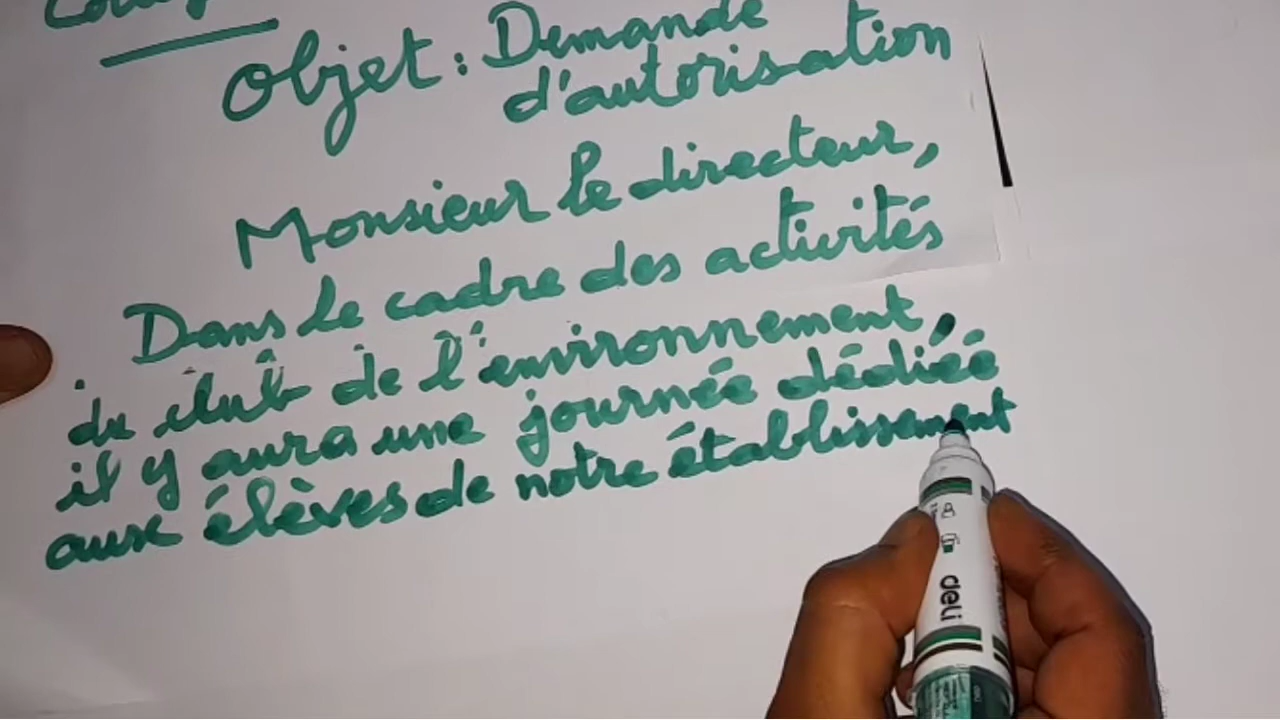 Objet : Demande
d'autorisation
Monsieur le directeur,
Dans le cadre des activités
du club de l'environnement,
il y aura une journée dédiée
aux élèves de notre établissement
deli